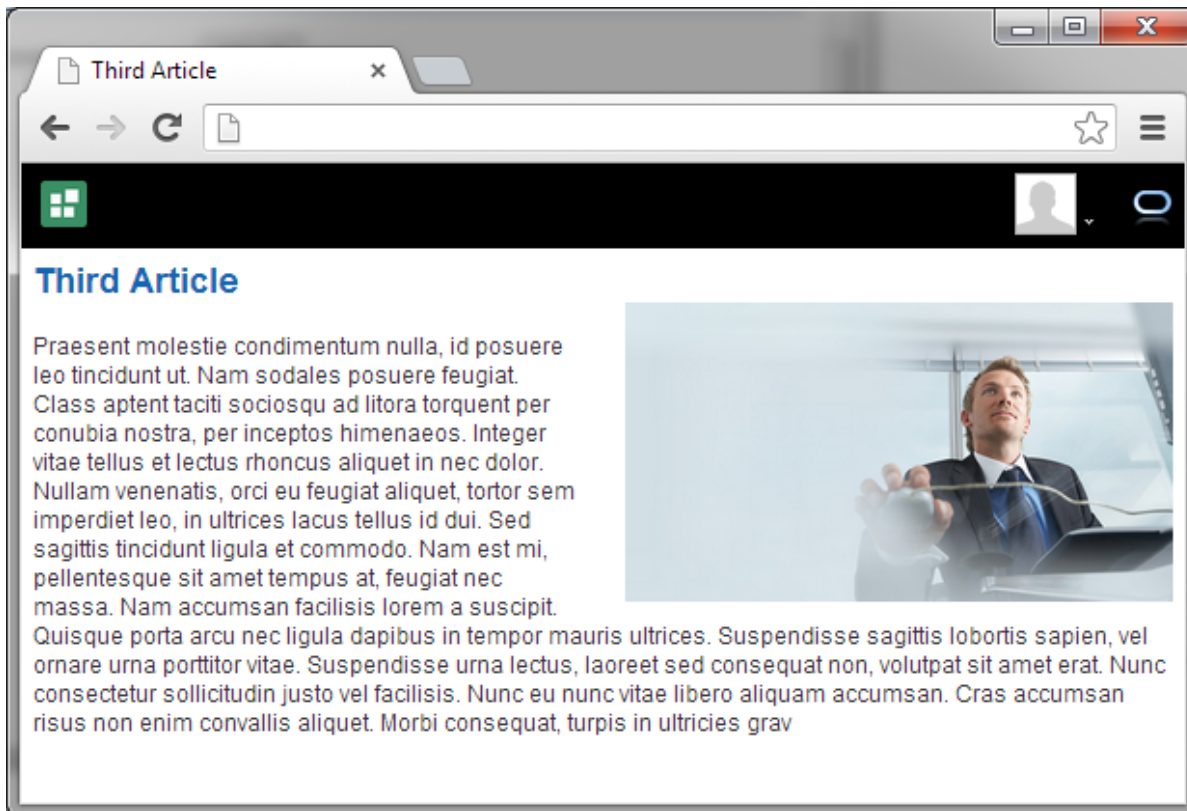 Third Article
Third Article
Praesent molestie condimentum nulla, id posuere
leo tincidunt ut. Nam sodales posuere feugiat.
Class aptent taciti sociosqu ad litora torquent per
conubia nostra, per inceptos himenaeos. Integer
vitae tellus et lectus rhoncus aliquet in nec dolor.
Nullam venenatis, orci eu feugiat aliquet, tortor sem
imperdiet leo, in ultrices lacus tellus id dui. Sed
sagittis tincidunt ligula et commodo. Nam est mi,
pellentesque sit amet tempus at, feugiat nec
massa. Nam accumsan facilisis lorem a suscipit.
Quisque porta arcu nec ligula dapibus in tempor mauris ultrices. Suspendisse sagittis lobortis sapien, vel
ornare urna porttitor vitae. Suspendisse urna lectus, laoreet sed consequat non, volutpat sit amet erat. Nunc
consectetur sollicitudin justo vel facilisis. Nunc eu nunc vitae libero aliquam accumsan. Cras accumsan
risus non enim convallis aliquet. Morbi consequat, turpis in ultricies grav